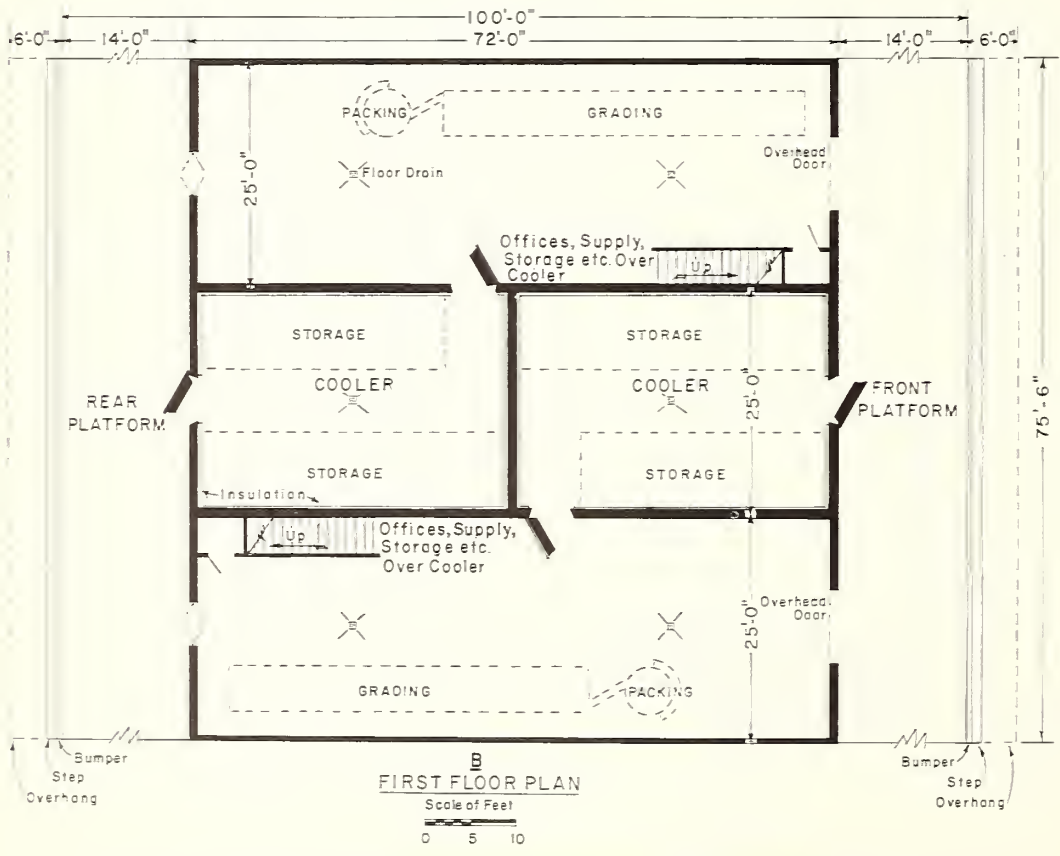 100'-0"
6'-0" 14'-0" 72'-0" 14'-0" 6'-0"
PACKING
GRADING
Overhead
Door
Floor Drain
25'-0"
Offices, Supply,
Storage etc. Over
Cooler
Up
STORAGE
STORAGE
COOLER
COOLER
25'-0"
REAR
PLATFORM
FRONT
PLATFORM
75'-6"
STORAGE
STORAGE
Insulation
Up
Offices, Supply,
Storage etc.
Over Cooler
Overhead
Door
25'-0"
GRADING
PACKING
Bumper
Step
Overhang
Bumper
Step
Overhang
B
FIRST FLOOR PLAN
Scale of Feet
0 5 10